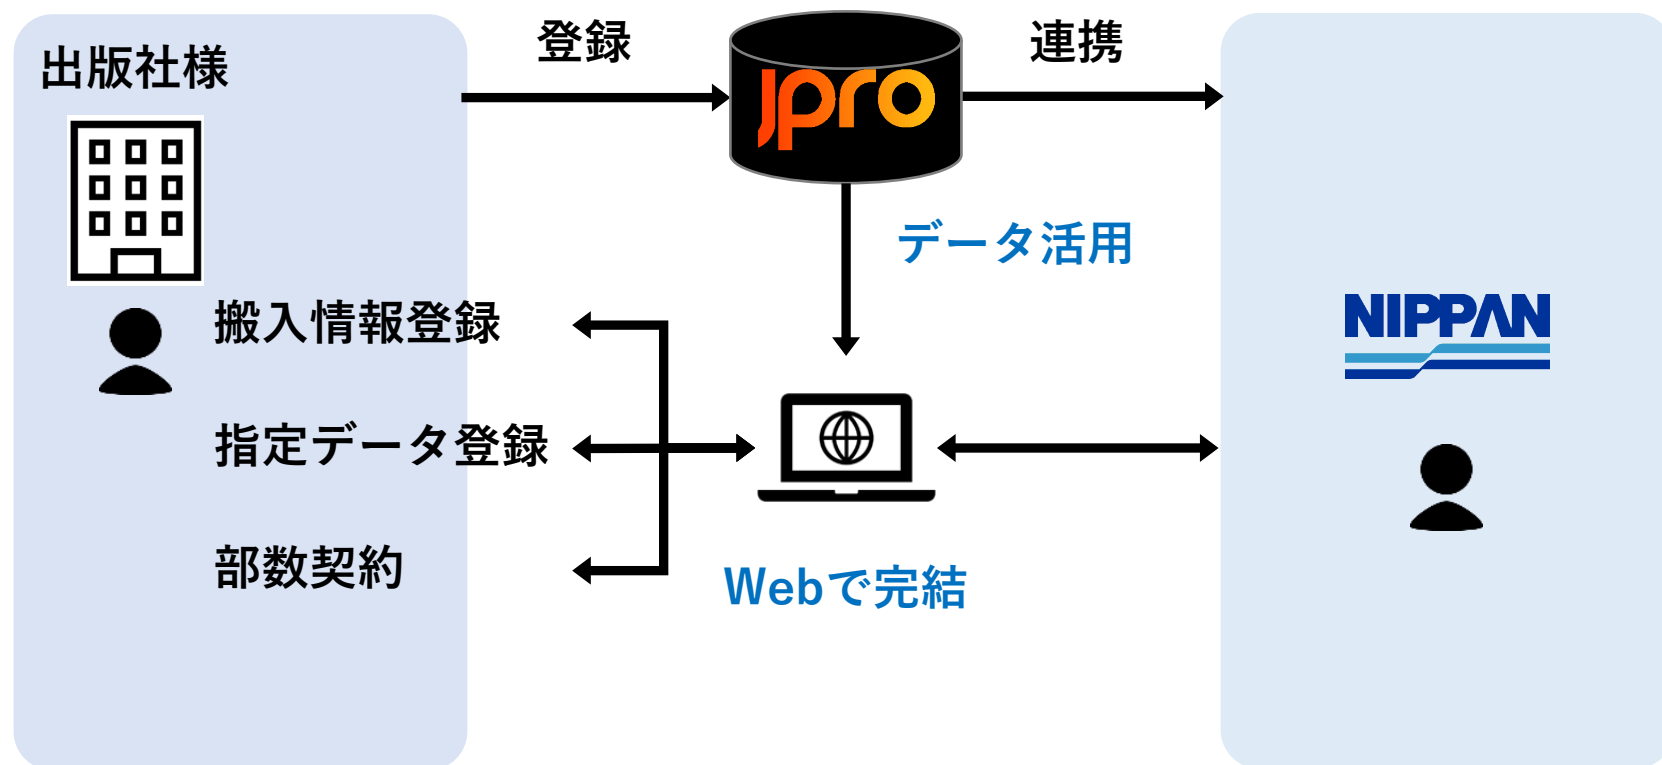 出版社様
登録
jpro
連携
データ活用
搬入情報登録
指定データ登録
部数契約
Webで完結
NIPPAN